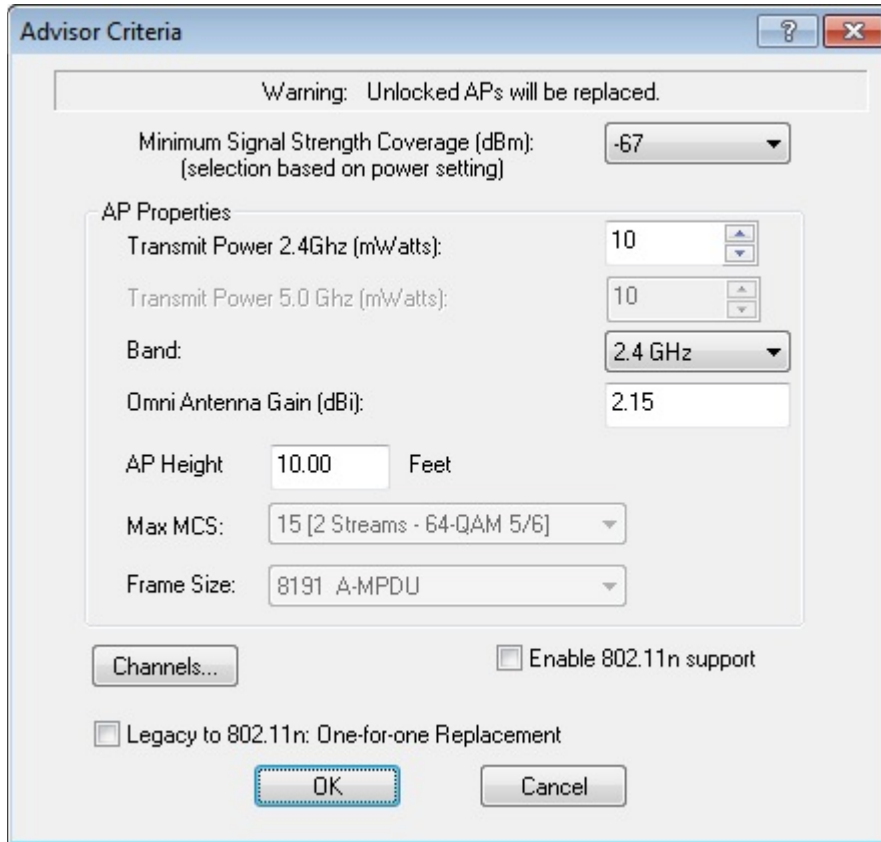 Advisor Criteria
Warning: Unlocked APs will be replaced.
Minimum Signal Strength Coverage (dBm): -67
(selection based on power setting)
AP Properties
Transmit Power 2.4Ghz (mWatts): 10
Transmit Power 5.0 Ghz (mWatts): 10
Band: 2.4 GHz
Omni Antenna Gain (dBi): 2.15
AP Height 10.00 Feet
Max MCS: 15 [2 Streams - 64-QAM 5/6]
Frame Size: 8191 A-MPDU
Channels... Enable 802.11n support
Legacy to 802.11n: One-for-one Replacement
OK Cancel